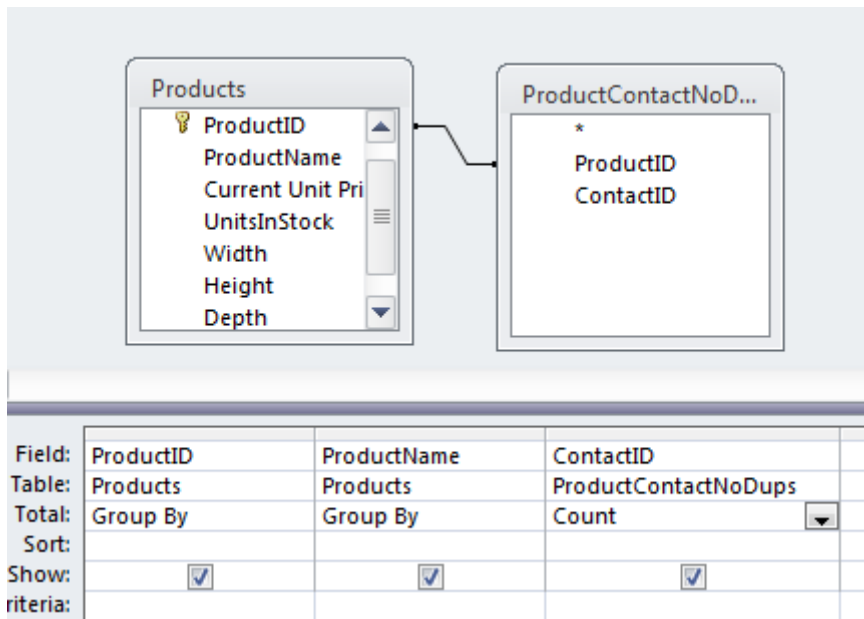 Products
ProductID
ProductName
Current Unit Pri
UnitsInStock
Width
Height
Depth
ProductContactNoD...
*
ProductID
ContactID
Field: ProductID ProductName ContactID
Table: Products Products ProductContactNoDups
Total: Group By Group By Count
Sort:
Show:
riteria: